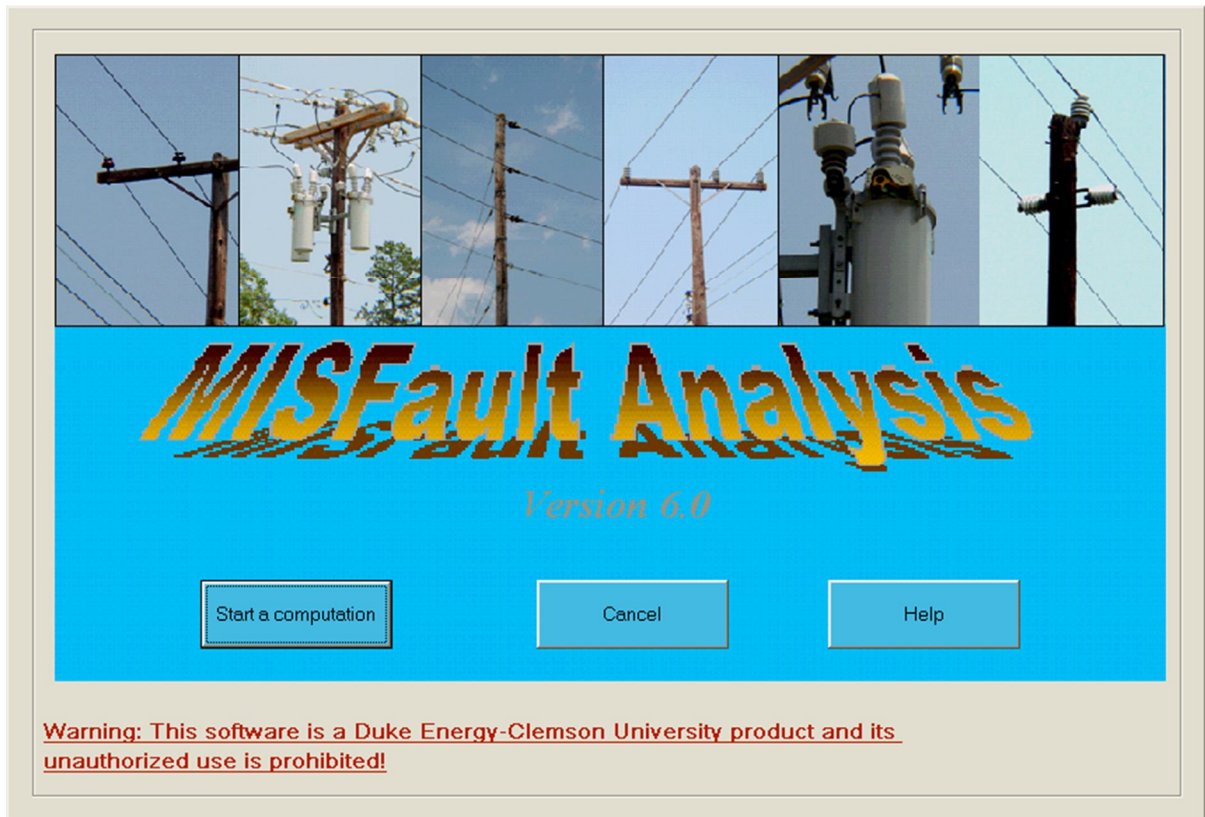 MISFault Analysis
Version 6.0
Start a computation
Cancel
Help
Warning: This software is a Duke Energy-Clemson University product and its
unauthorized use is prohibited!